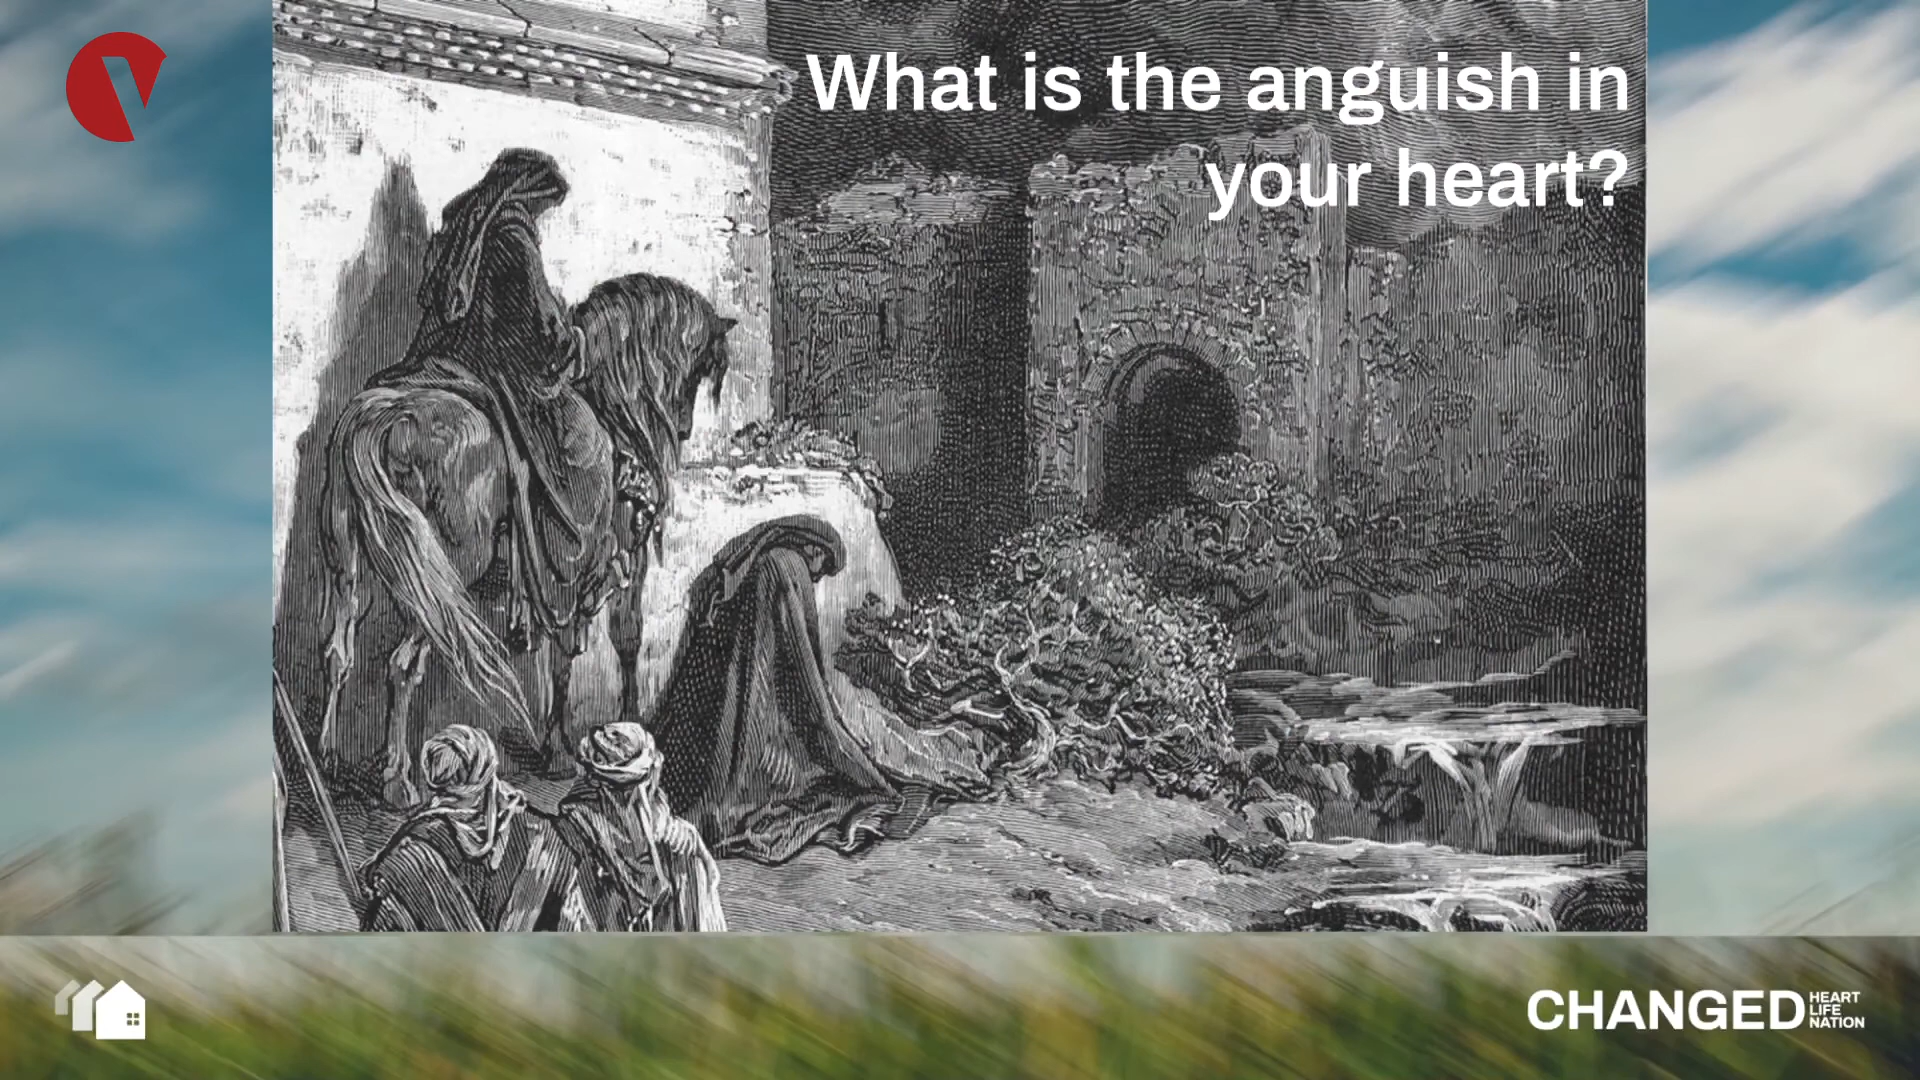 What is the anguish in
your heart?
CHANGED
HEART
LIFE
NATION